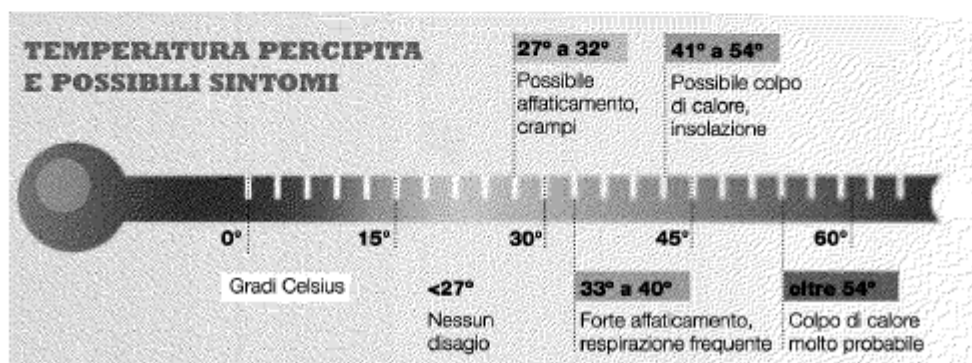 TEMPERATURA PERCIPITA
E POSSIBILI SINTOMI
27° a 32°
Possibile
affaticamento,
crampi
41° a 54°
Possibile colpo
di calore,
insolazione
0°
15°
30°
45°
60°
Gradi Celsius
<27°
Nessun
disagio
33° a 40°
Forte affaticamento,
respirazione frequente
oltre 54°
Colpo di calore
molto probabile